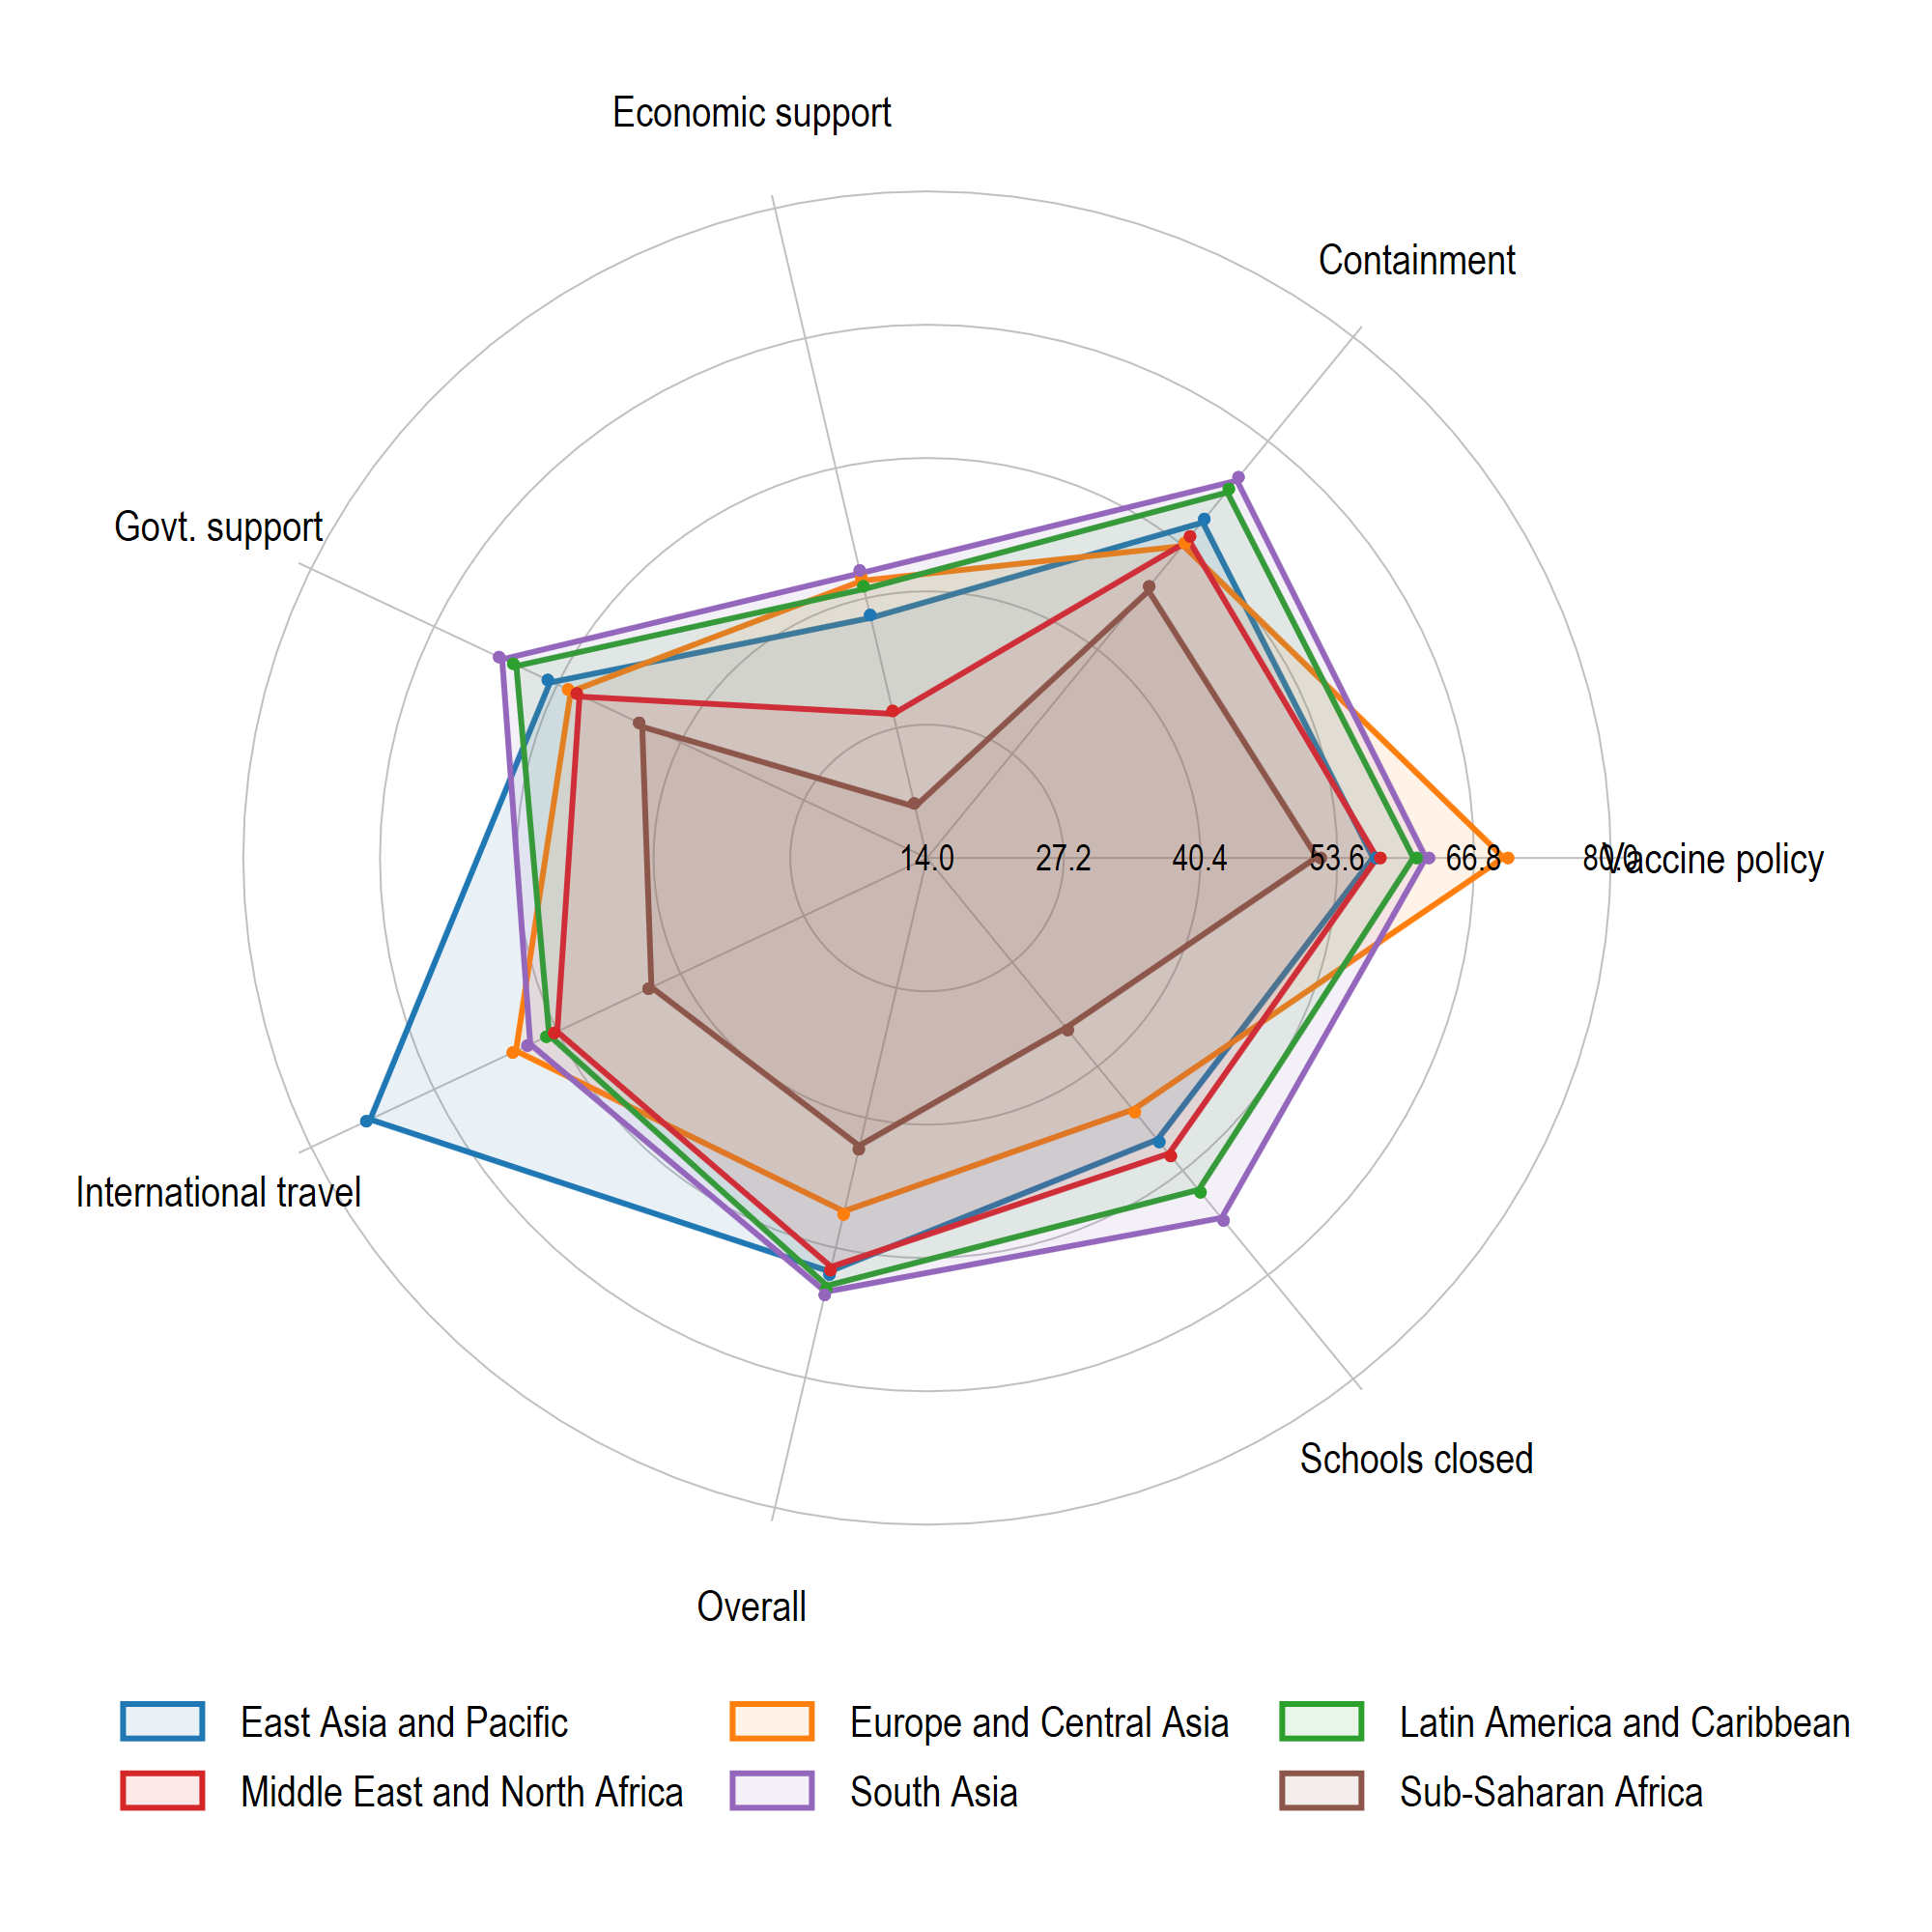 Economic support
Containment
Govt. support
14.0 27.2 40.4 53.6 66.8 80.0 Vaccine policy
International travel
Schools closed
Overall
East Asia and Pacific Europe and Central Asia Latin America and Caribbean
Middle East and North Africa South Asia Sub-Saharan Africa